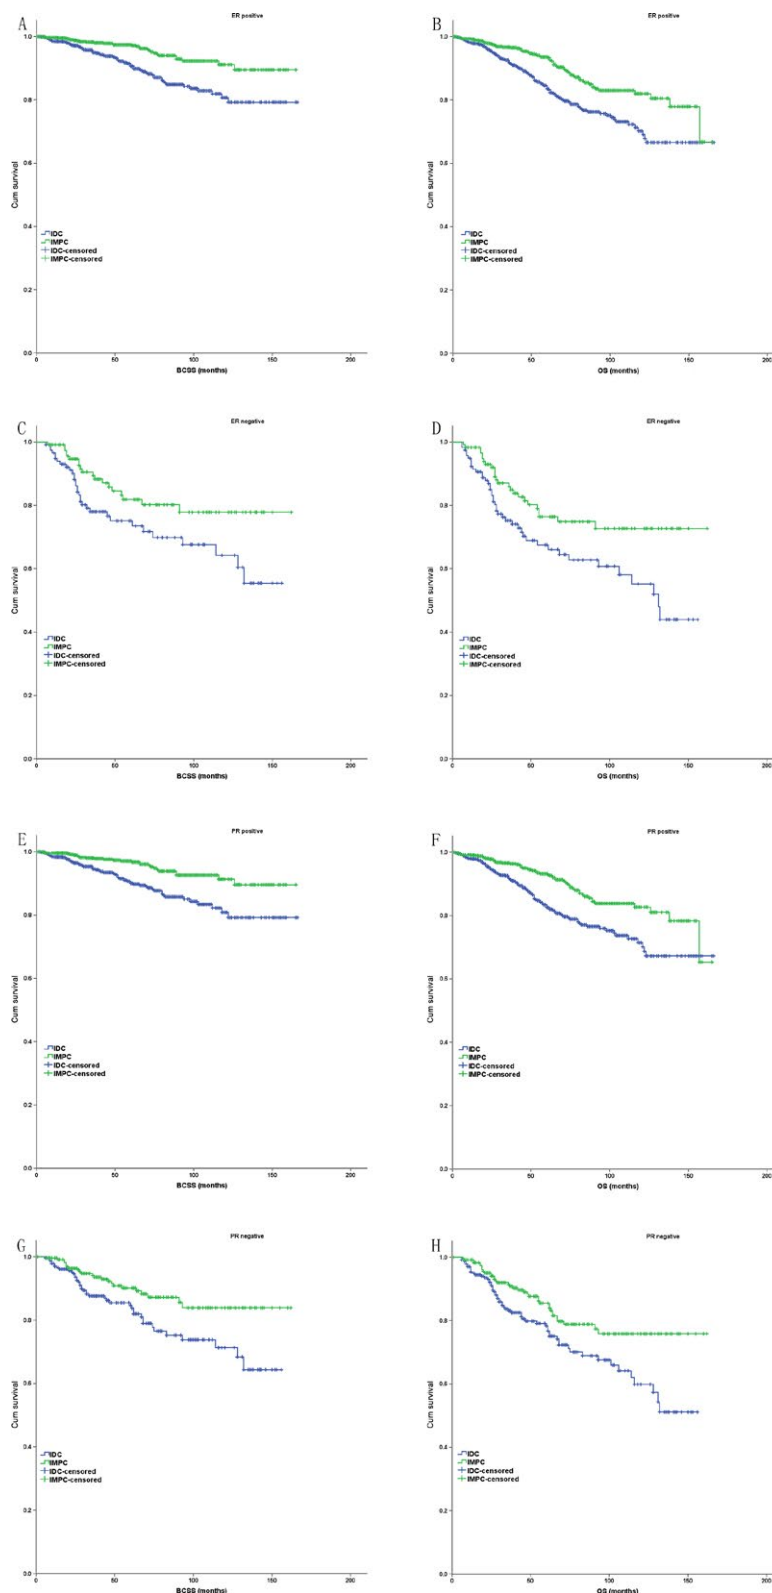 A
ER positive
1.0
0.8
0.6
0.4
0.2
0.0
Cum survival
IDC
IMPC
IDC-censored
IMPC-censored
0 50 100 150 200
BCSS (months)
B
ER positive
1.0
0.8
0.6
0.4
0.2
0.0
Cum survival
IDC
IMPC
IDC-censored
IMPC-censored
0 50 100 150 200
OS (months)
C
ER negative
1.0
0.8
0.6
0.4
0.2
0.0
Cum survival
IDC
IMPC
IDC-censored
IMPC-censored
0 50 100 150 200
BCSS (months)
D
ER negative
1.0
0.8
0.6
0.4
0.2
0.0
Cum survival
IDC
IMPC
IDC-censored
IMPC-censored
0 50 100 150 200
OS (months)
E
PR positive
1.0
0.8
0.6
0.4
0.2
0.0
Cum survival
IDC
IMPC
IDC-censored
IMPC-censored
0 50 100 150 200
BCSS (months)
F
PR positive
1.0
0.8
0.6
0.4
0.2
0.0
Cum survival
IDC
IMPC
IDC-censored
IMPC-censored
0 50 100 150 200
OS (months)
G
PR negative
1.0
0.8
0.6
0.4
0.2
0.0
Cum survival
IDC
IMPC
IDC-censored
IMPC-censored
0 50 100 150 200
BCSS (months)
H
PR negative
1.0
0.8
0.6
0.4
0.2
0.0
Cum survival
IDC
IMPC
IDC-censored
IMPC-censored
0 50 100 150 200
OS (months)